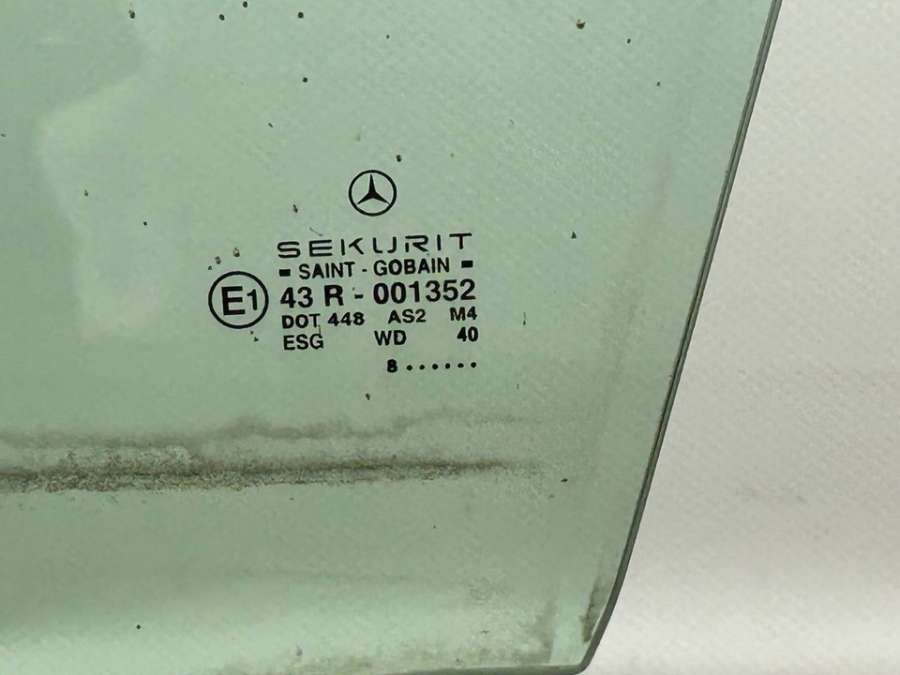 SEKURIT
SAINT - GOBAIN
E1 43 R - 001352
DOT 448 AS2 M4
ESG WD 40
8 ......